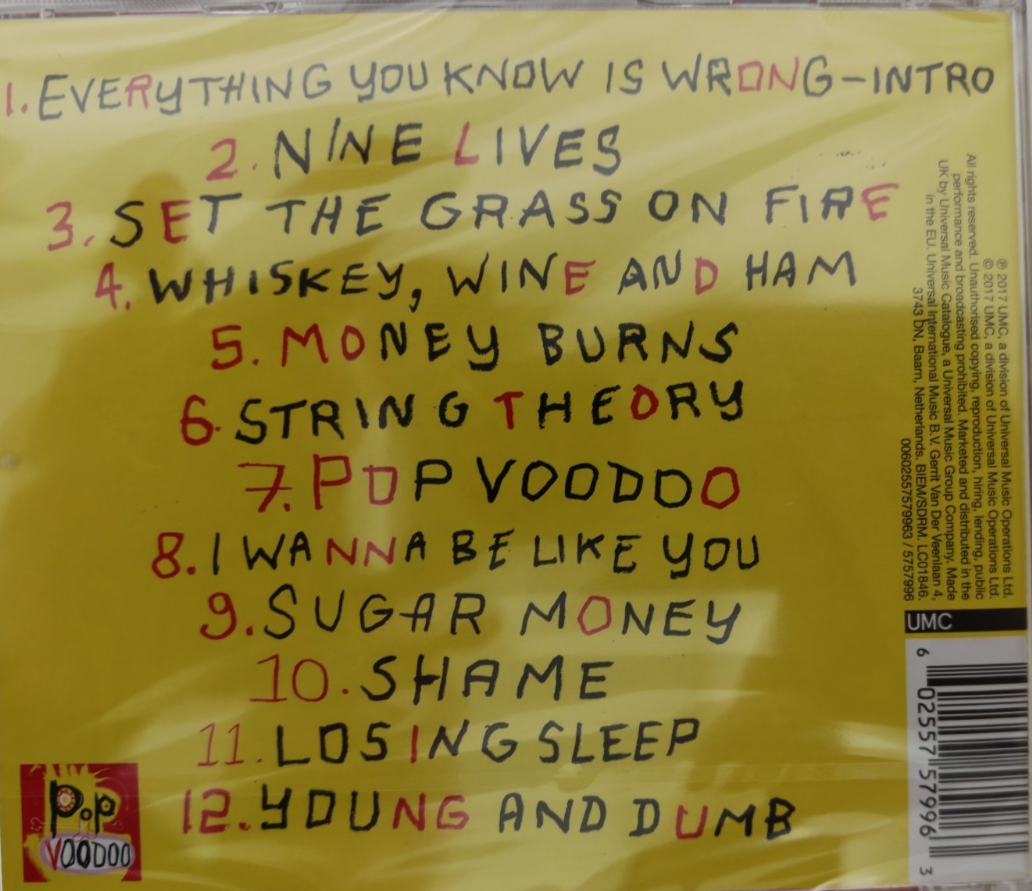 1. EVERYTHING YOU KNOW IS WRONG-INTRO
2. NINE LIVES
3. SET THE GRASS ON FIRE
4. WHISKEY, WINE AND HAM
5. MONEY BURNS
6. STRING THEORY
7. POP VOODOO
8. I WANNA BE LIKE YOU
9. SUGAR MONEY
10. SHAME
11. LOSING SLEEP
12. YOUNG AND DUMB
POP
VOODOO
℗ 2017 UMC, a division of Universal Music Operations Ltd.
© 2017 UMC, a division of Universal Music Operations Ltd.
All rights reserved. Unauthorised copying, reproduction, hiring, lending, public
performance and broadcasting prohibited. Marketed and distributed in the
UK by Universal Music Catalogue, a Universal Music Group Company. Made
in the EU. Universal International Music B.V. Gerrit Van Der Veenlaan 4,
3743 DN, Baarn, Netherlands. BIEM/SDRM. LC01846.
00602557579963 / 5757996
UMC
6 02557 57996 3